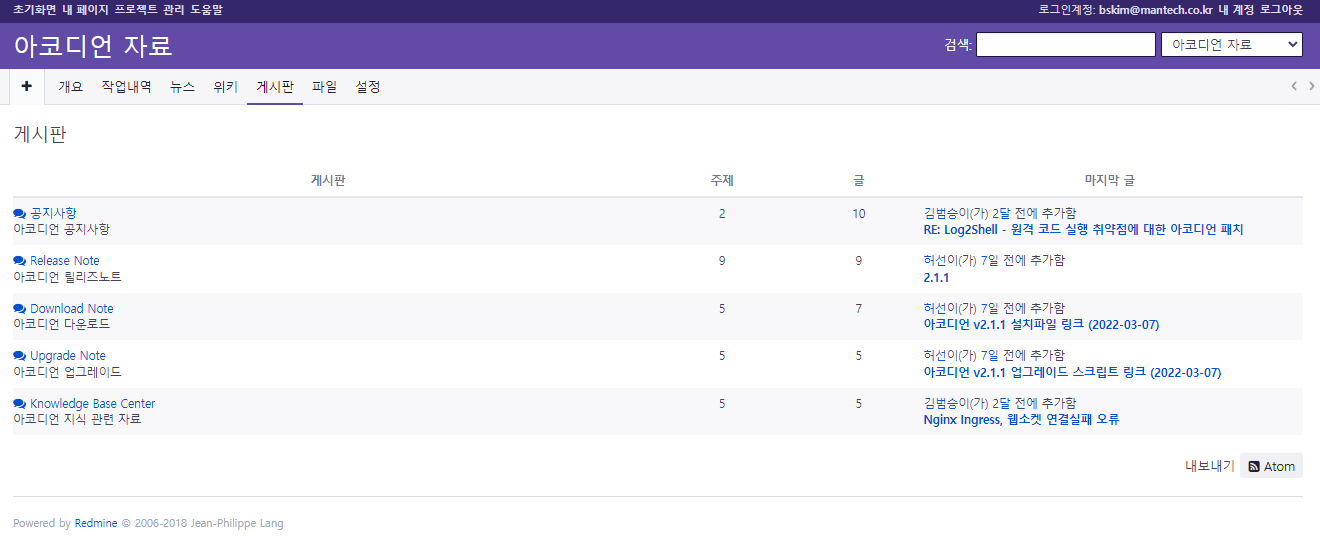 초기화면 내 페이지 프로젝트 관리 도움말 로그인계정: bskim@mantech.co.kr 내 계정 로그아웃
아코디언 자료 검색: 아코디언 자료
+ 개요 작업내역 뉴스 위키 게시판 파일 설정
게시판
게시판 주제 글 마지막 글
공지사항 2 10 김범승이(가) 2달 전에 추가함
아코디언 공지사항 RE: Log2Shell - 원격 코드 실행 취약점에 대한 아코디언 패치
Release Note 9 9 허선이(가) 7일 전에 추가함
아코디언 릴리즈노트 2.1.1
Download Note 5 7 허선이(가) 7일 전에 추가함
아코디언 다운로드 아코디언 v2.1.1 설치파일 링크 (2022-03-07)
Upgrade Note 5 5 허선이(가) 7일 전에 추가함
아코디언 업그레이드 아코디언 v2.1.1 업그레이드 스크립트 링크 (2022-03-07)
Knowledge Base Center 5 5 김범승이(가) 2달 전에 추가함
아코디언 지식 관련 자료 Nginx Ingress, 웹소켓 연결실패 오류
내보내기 Atom
Powered by Redmine © 2006-2018 Jean-Philippe Lang